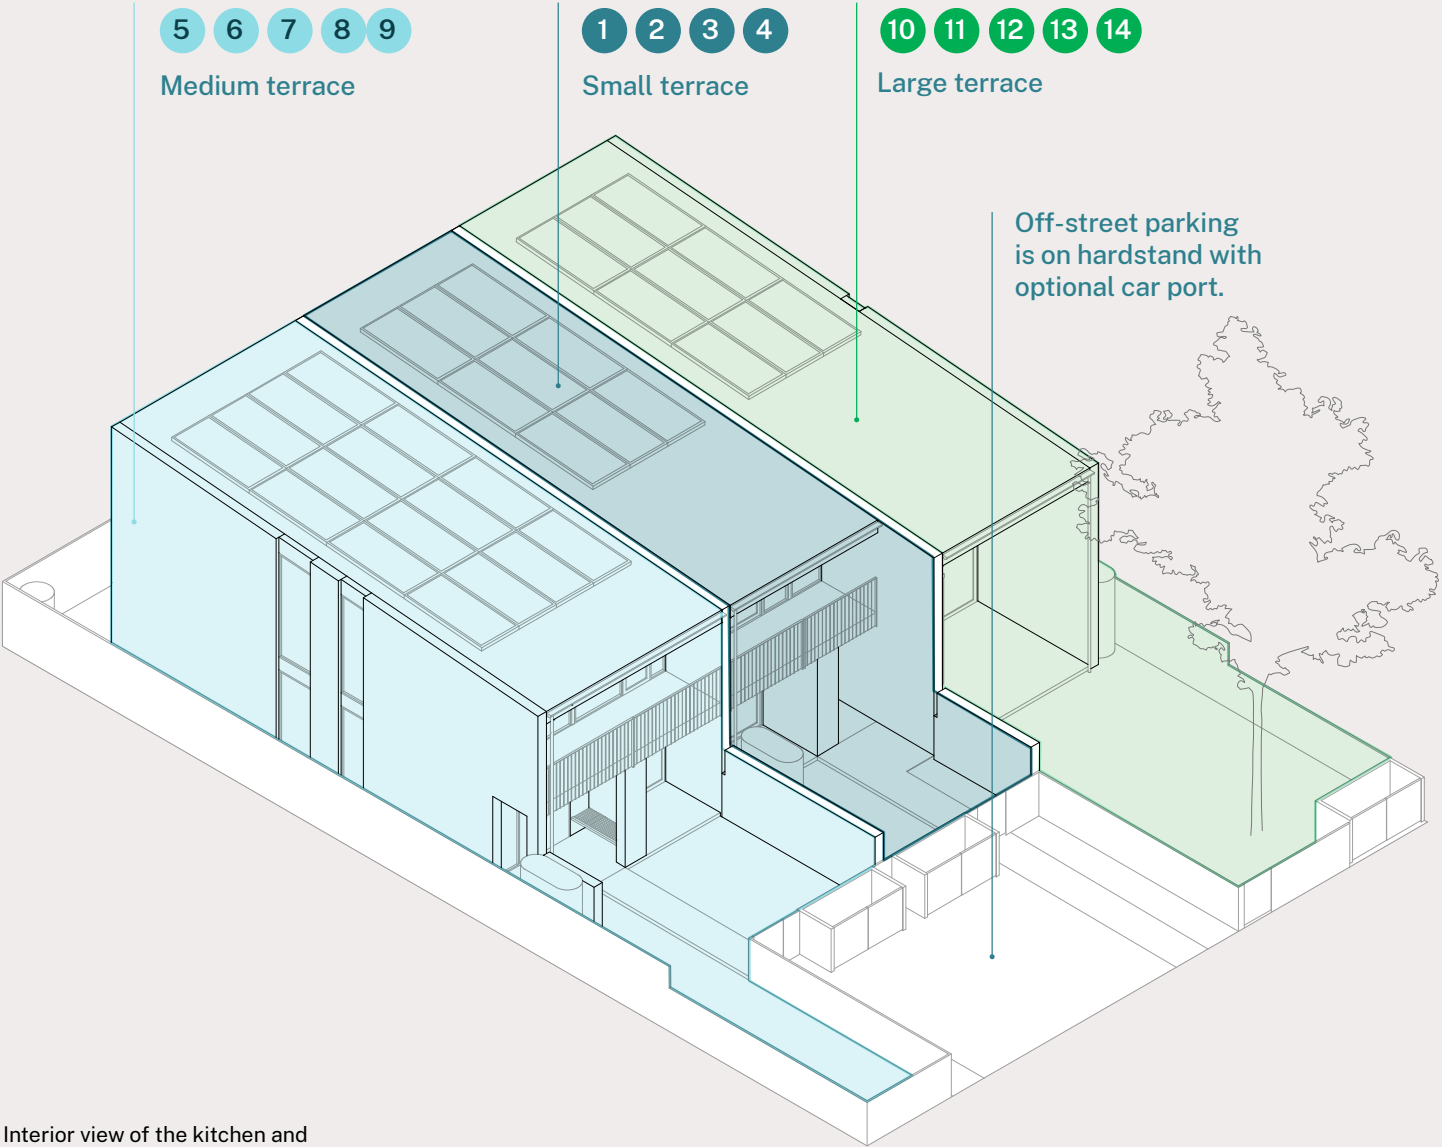 5 6 7 8 9
Medium terrace
1 2 3 4
Small terrace
10 11 12 13 14
Large terrace
Off-street parking
is on hardstand with
optional car port.
Interior view of the kitchen and